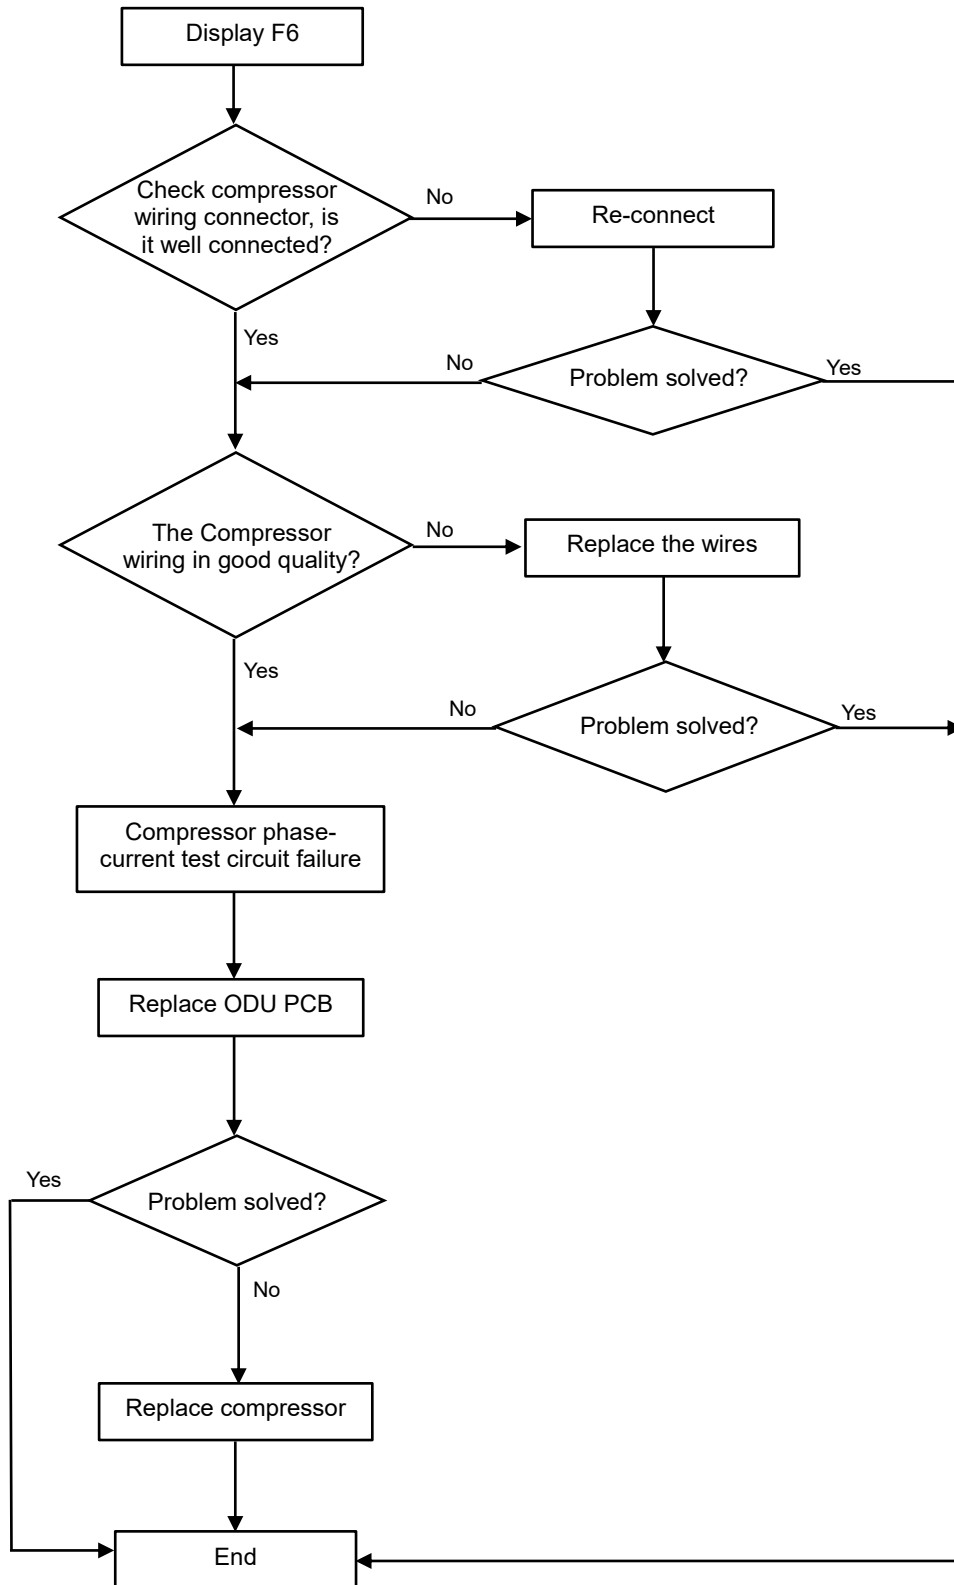 Display F6
Check compressor
wiring connector, is
it well connected?
No
Re-connect
Yes
No
Problem solved?
Yes
The Compressor
wiring in good quality?
No
Replace the wires
Yes
No
Problem solved?
Yes
Compressor phase-
current test circuit failure
Replace ODU PCB
Yes
Problem solved?
No
Replace compressor
End